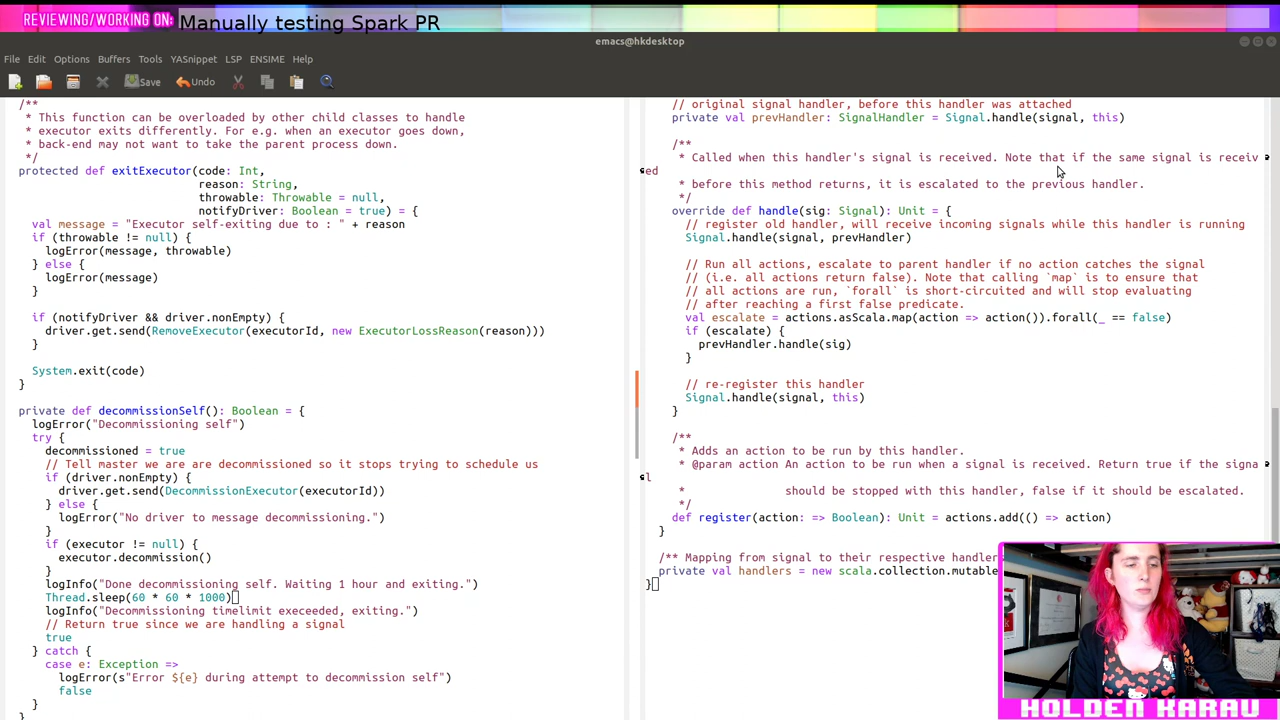 REVIEWING/WORKING ON: Manually testing Spark PR
emacs@hkdesktop
File Edit Options Buffers Tools YASnippet LSP ENSIME Help
Save Undo
/**
 * This function can be overloaded by other child classes to handle
 * executor exits differently. For e.g. when an executor goes down,
 * back-end may not want to take the parent process down.
 */
protected def exitExecutor(code: Int,
reason: String,
throwable: Throwable = null,
notifyDriver: Boolean = true) = {
val message = "Executor self-exiting due to : " + reason
if (throwable != null) {
logError(message, throwable)
} else {
logError(message)
}
if (notifyDriver && driver.nonEmpty) {
driver.get.send(RemoveExecutor(executorId, new ExecutorLossReason(reason)))
}
System.exit(code)
}
private def decommissionSelf(): Boolean = {
logError("Decommissioning self")
try {
decommissioned = true
// Tell master we are are decommissioned so it stops trying to schedule us
if (driver.nonEmpty) {
driver.get.send(DecommissionExecutor(executorId))
} else {
logError("No driver to message decommissioning.")
}
if (executor != null) {
executor.decommission()
}
logInfo("Done decommissioning self. Waiting 1 hour and exiting.")
Thread.sleep(60 * 60 * 1000)
logInfo("Decommissioning timelimit execeeded, exiting.")
// Return true since we are handling a signal
true
} catch {
case e: Exception =>
logError(s"Error ${e} during attempt to decommission self")
false
}
// original signal handler, before this handler was attached
private val prevHandler: SignalHandler = Signal.handle(signal, this)
/**
 * Called when this handler's signal is received. Note that if the same signal is receiv
ed
 * before this method returns, it is escalated to the previous handler.
 */
override def handle(sig: Signal): Unit = {
// register old handler, will receive incoming signals while this handler is running
Signal.handle(signal, prevHandler)
// Run all actions, escalate to parent handler if no action catches the signal
// (i.e. all actions return false). Note that calling `map` is to ensure that
// all actions are run, `forall` is short-circuited and will stop evaluating
// after reaching a first false predicate.
val escalate = actions.asScala.map(action => action()).forall(_ == false)
if (escalate) {
prevHandler.handle(sig)
}
// re-register this handler
Signal.handle(signal, this)
}
/**
 * Adds an action to be run by this handler.
 * @param action An action to be run when a signal is received. Return true if the signa
l
 * should be stopped with this handler, false if it should be escalated.
 */
def register(action: => Boolean): Unit = actions.add(() => action)
}
/** Mapping from signal to their respective handler
private val handlers = new scala.collection.mutable
}
HOLDEN KARAU